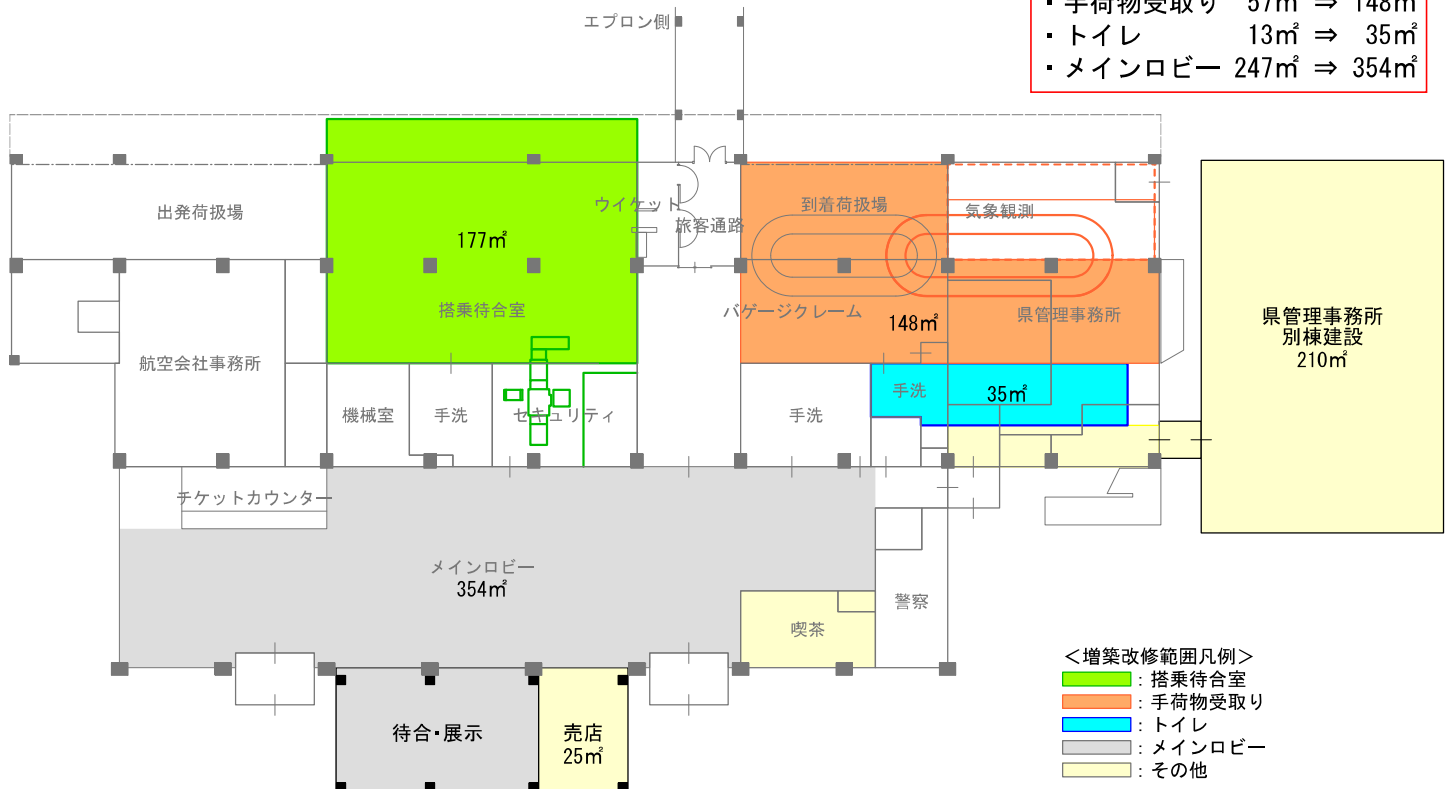 エプロン側
・手荷物受取り 57㎡ ⇒ 148㎡
・トイレ 13㎡ ⇒ 35㎡
・メインロビー 247㎡ ⇒ 354㎡
出発荷扱場
177㎡
ウイケット
旅客通路
到着荷扱場
気象観測
搭乗待合室
バゲージクレーム
148㎡
県管理事務所
県管理事務所
別棟建設
210㎡
航空会社事務所
機械室
手洗
セキュリティ
手洗
手洗
35㎡
チケットカウンター
メインロビー
354㎡
喫茶
警察
待合・展示
売店
25㎡
＜増築改修範囲凡例＞
：搭乗待合室
：手荷物受取り
：トイレ
：メインロビー
：その他